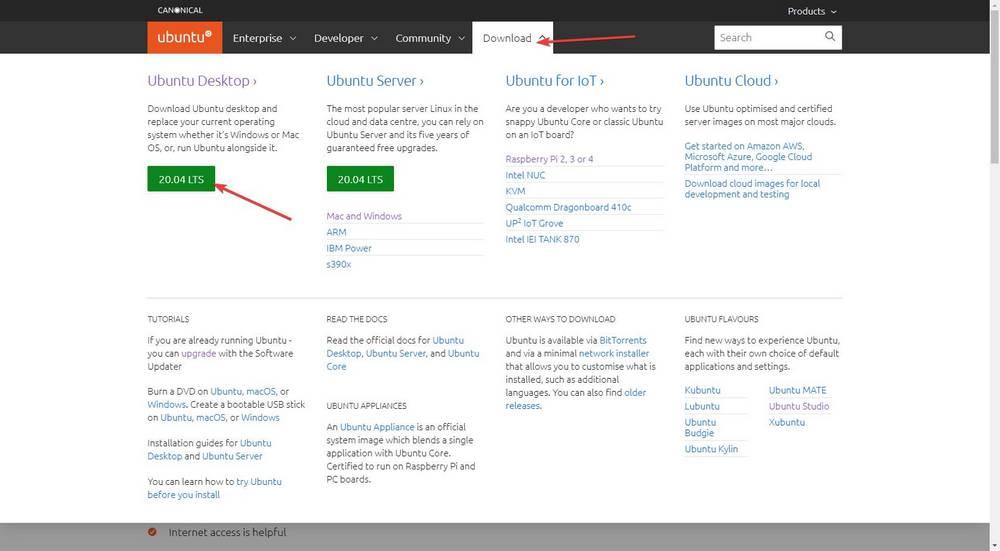 CANONICAL
Products
ubuntu®
Enterprise
Developer
Community
Download
Search
Ubuntu Desktop ›
Download Ubuntu desktop and
replace your current operating
system whether it's Windows or Mac
OS, or, run Ubuntu alongside it.
20.04 LTS
Ubuntu Server ›
The most popular server Linux in the
cloud and data centre, you can rely on
Ubuntu Server and its five years of
guaranteed free upgrades.
20.04 LTS
Mac and Windows
ARM
IBM Power
s390x
Ubuntu for IoT ›
Are you a developer who wants to try
snappy Ubuntu Core or classic Ubuntu
on an IoT board?
Raspberry Pi 2, 3 or 4
Intel NUC
KVM
Qualcomm Dragonboard 410c
UP² IoT Grove
Intel IEI TANK 870
Ubuntu Cloud ›
Use Ubuntu optimised and certified
server images on most major clouds.
Get started on Amazon AWS,
Microsoft Azure, Google Cloud
Platform and more…
Download cloud images for local
development and testing
TUTORIALS
If you are already running Ubuntu -
you can upgrade with the Software
Updater
Burn a DVD on Ubuntu, macOS, or
Windows. Create a bootable USB stick
on Ubuntu, macOS, or Windows
Installation guides for Ubuntu
Desktop and Ubuntu Server
You can learn how to try Ubuntu
before you install
READ THE DOCS
Read the official docs for Ubuntu
Desktop, Ubuntu Server, and Ubuntu
Core
UBUNTU APPLIANCES
An Ubuntu Appliance is an official
system image which blends a single
application with Ubuntu Core.
Certified to run on Raspberry Pi and
PC boards.
OTHER WAYS TO DOWNLOAD
Ubuntu is available via BitTorrents
and via a minimal network installer
that allows you to customise what is
installed, such as additional
languages. You can also find older
releases.
UBUNTU FLAVOURS
Find new ways to experience Ubuntu,
each with their own choice of default
applications and settings.
Kubuntu
Lubuntu
Ubuntu
Budgie
Ubuntu Kylin
Ubuntu MATE
Ubuntu Studio
Xubuntu
Internet access is helpful